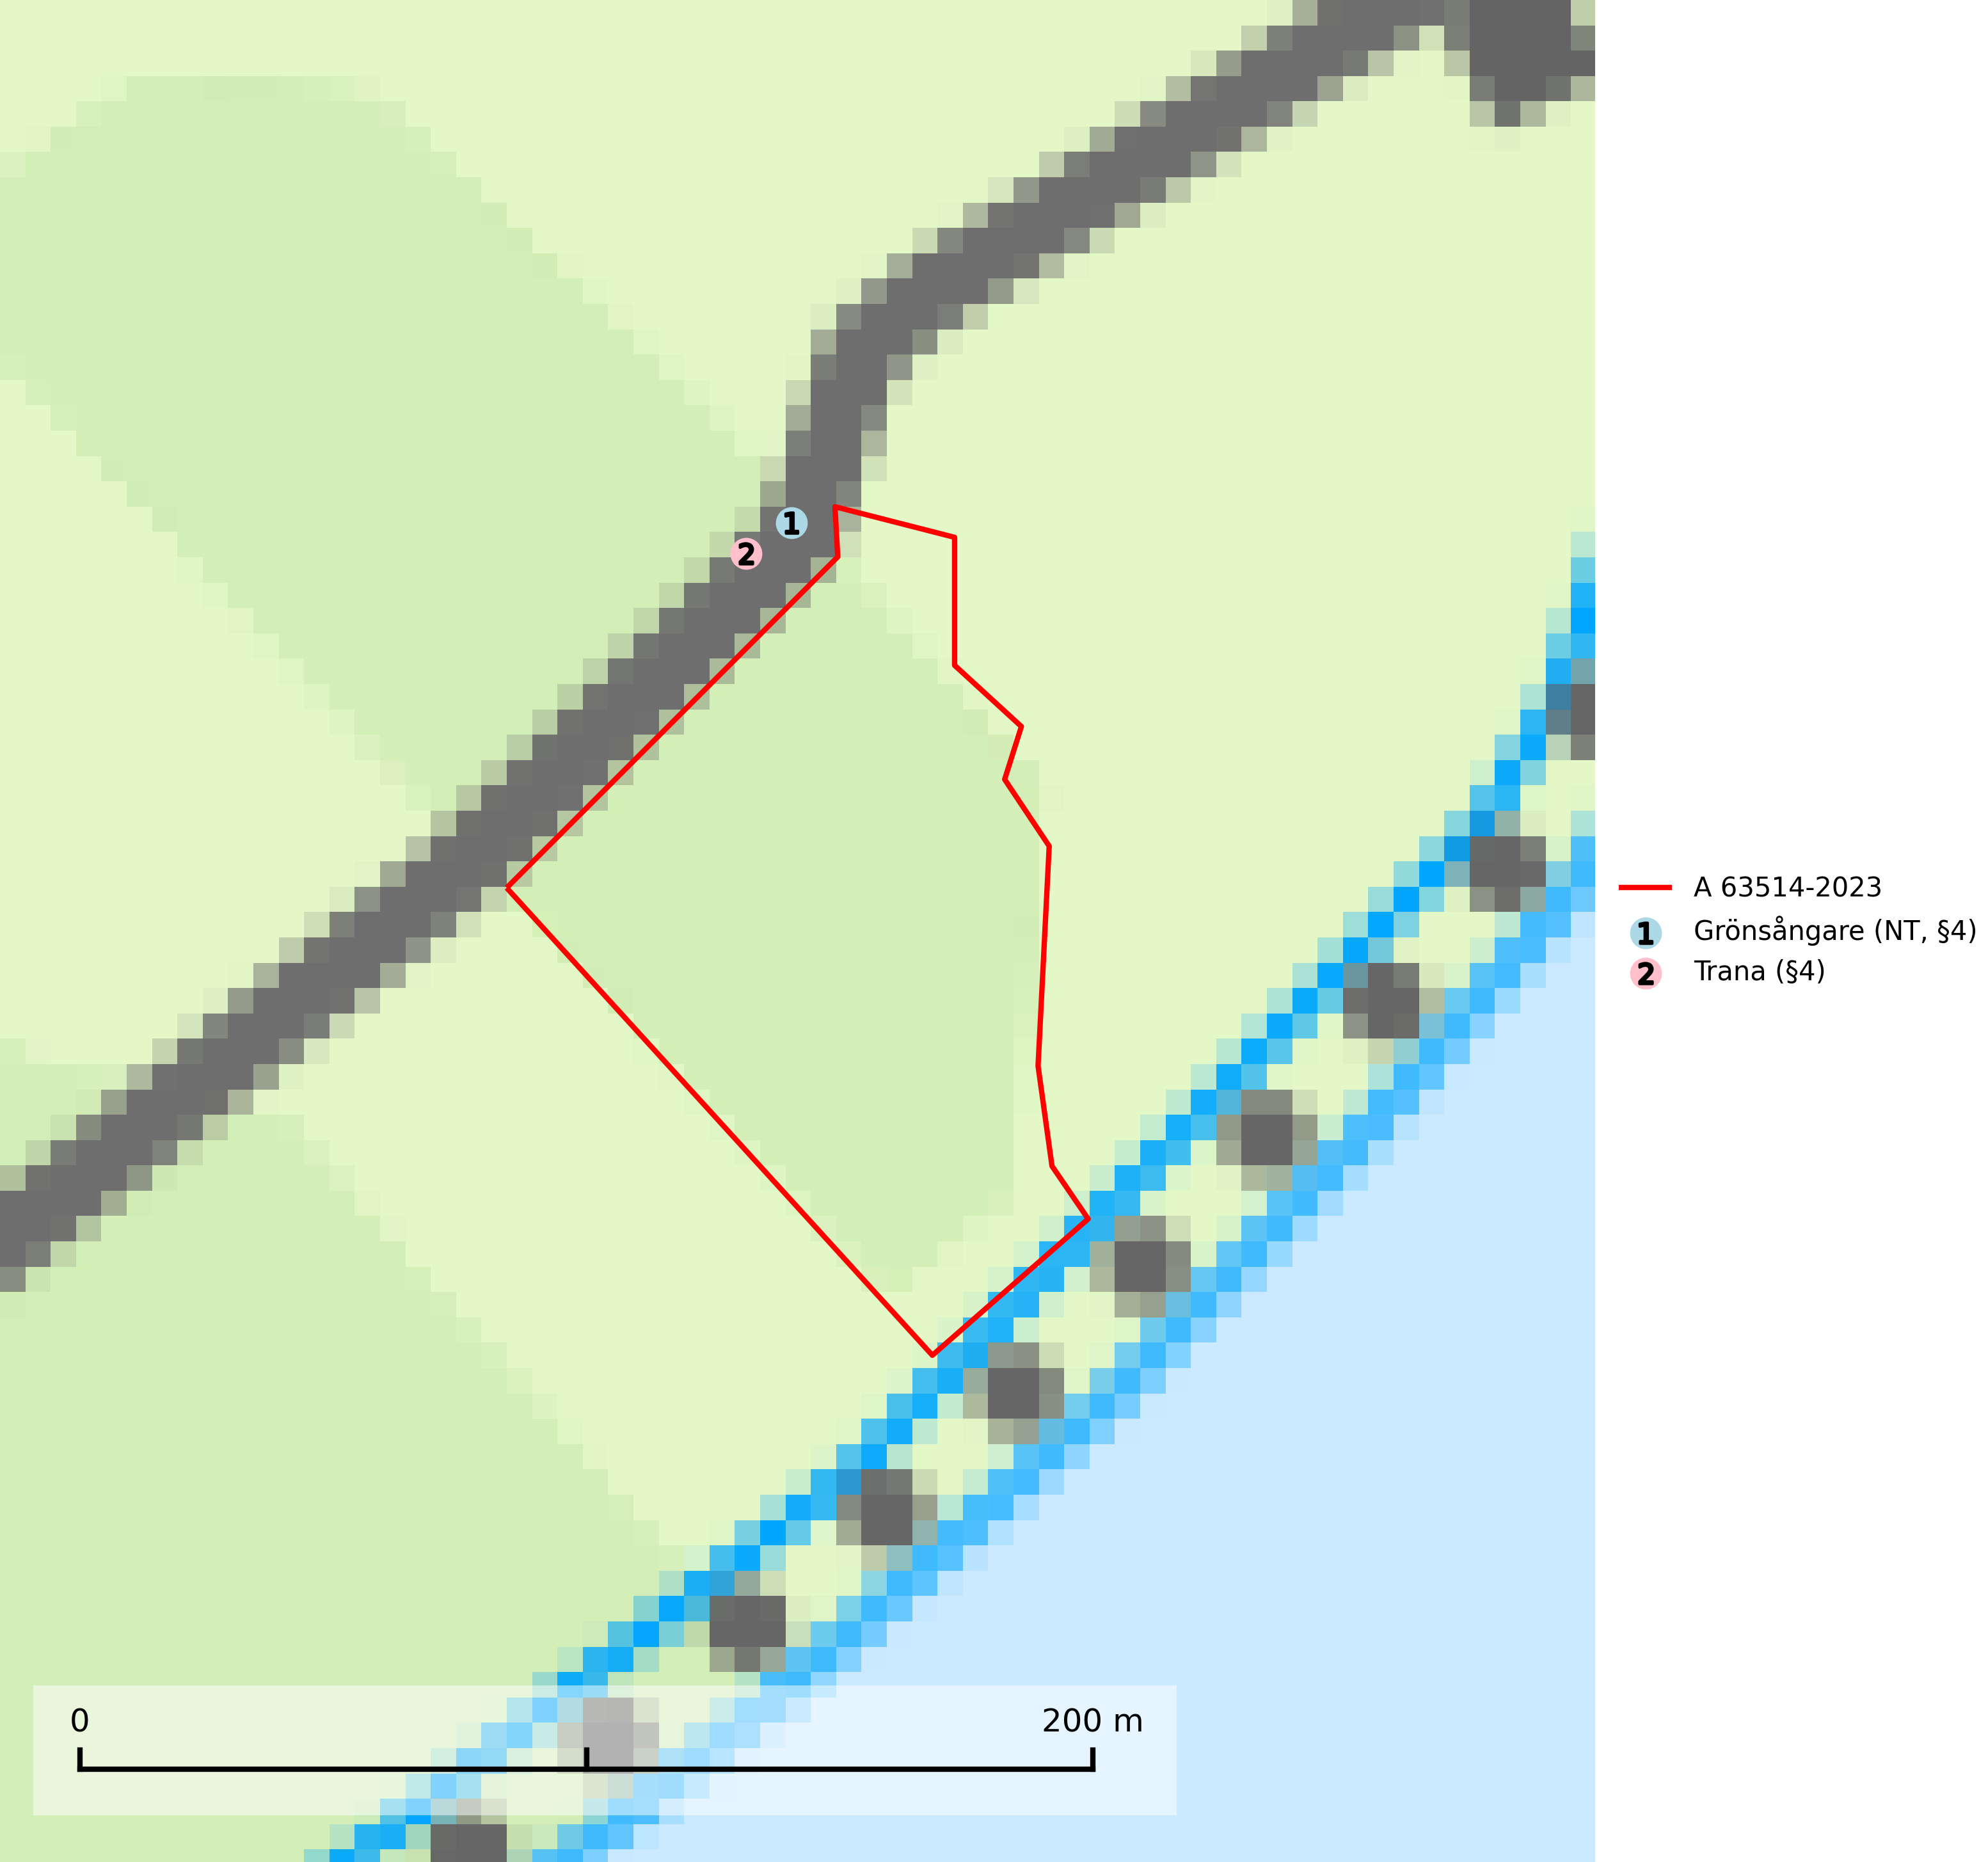 1
2
A 63514-2023
1 Grönsångare (NT, §4)
2 Trana (§4)
0 200 m